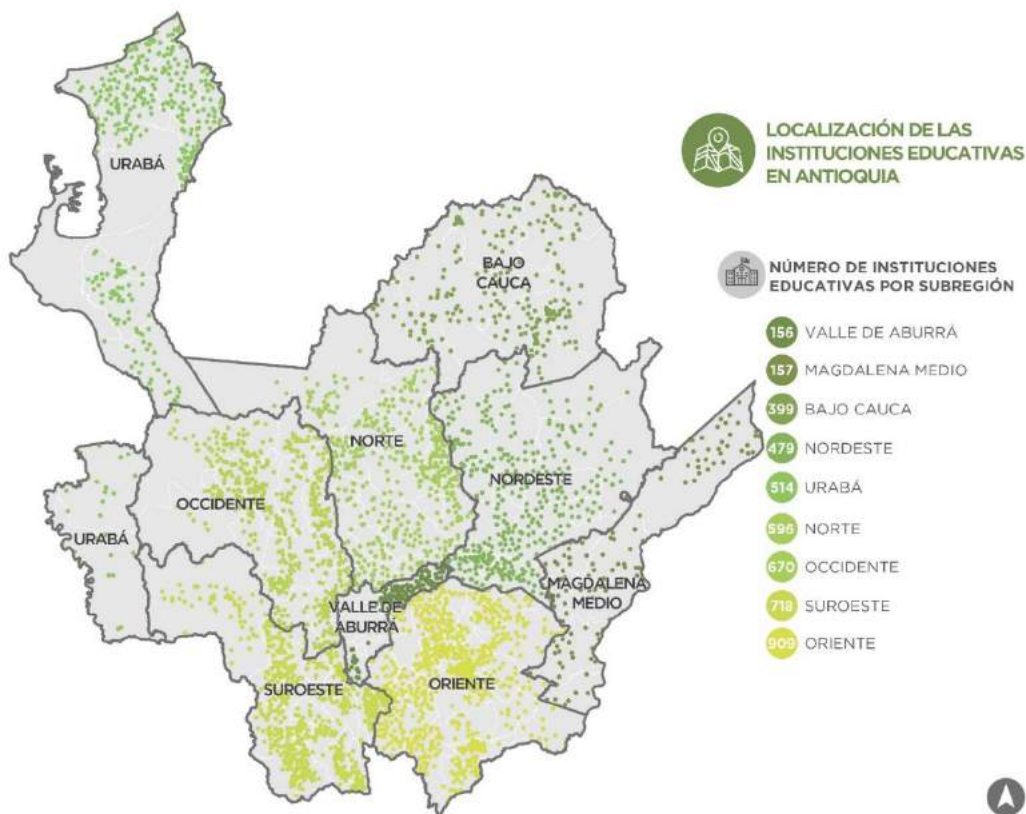 LOCALIZACIÓN DE LAS
INSTITUCIONES EDUCATIVAS
EN ANTIOQUIA
NÚMERO DE INSTITUCIONES
EDUCATIVAS POR SUBREGIÓN
156 VALLE DE ABURRÁ
157 MAGDALENA MEDIO
399 BAJO CAUCA
479 NORDESTE
514 URABÁ
596 NORTE
670 OCCIDENTE
718 SUROESTE
909 ORIENTE
URABÁ
BAJO
CAUCA
NORTE
NORDESTE
OCCIDENTE
URABÁ
MAGDALENA
MEDIO
VALLE DE
ABURRÁ
SUROESTE
ORIENTE